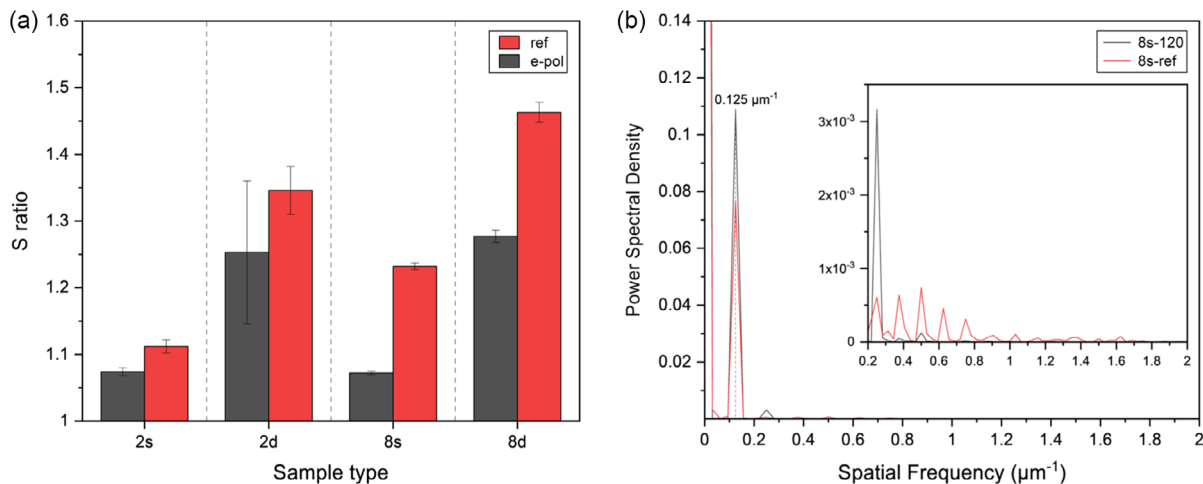 (a)
1.6
1.5
1.4
1.3
1.2
1.1
1
S ratio
ref
e-pol
2s
2d
8s
8d
Sample type
(b)
0.14
0.12
0.1
0.08
0.06
0.04
0.02
Power Spectral Density
8s-120
8s-ref
0.125 µm-1
3x10-3
2x10-3
1x10-3
0
0.2 0.4 0.6 0.8 1 1.2 1.4 1.6 1.8 2
0 0.2 0.4 0.6 0.8 1 1.2 1.4 1.6 1.8 2
Spatial Frequency (µm-1)